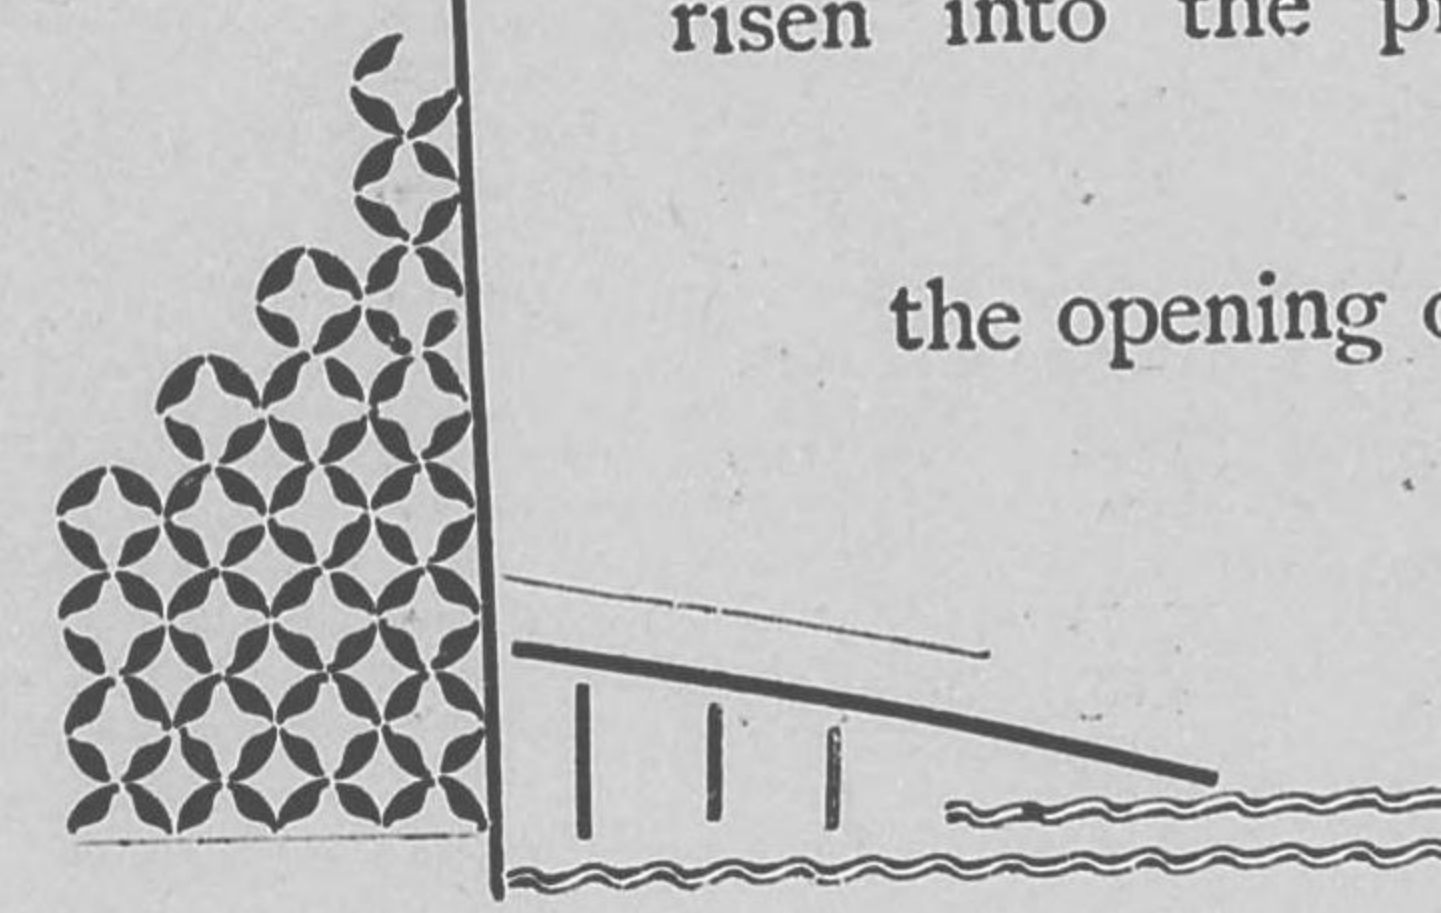 risen into the
the opening